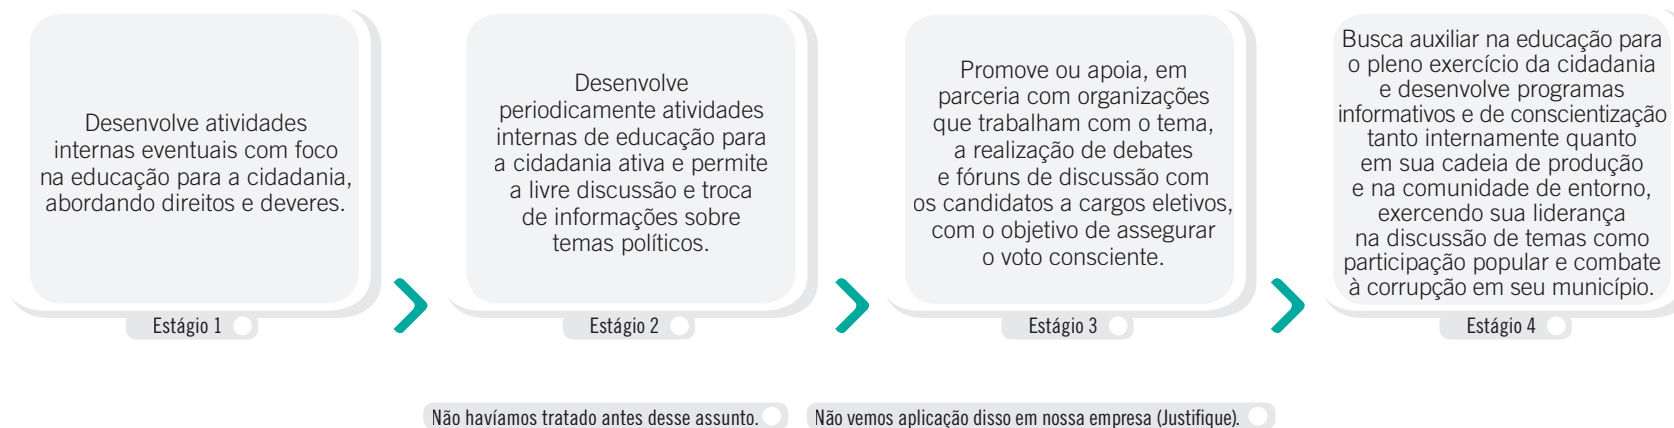 Desenvolve atividades
internas eventuais com foco
na educação para a cidadania,
abordando direitos e deveres.
Estágio 1
Desenvolve
periodicamente atividades
internas de educação para
a cidadania ativa e permite
a livre discussão e troca
de informações sobre
temas políticos.
Estágio 2
Promove ou apoia, em
parceria com organizações
que trabalham com o tema,
a realização de debates
e fóruns de discussão com
os candidatos a cargos eletivos,
com o objetivo de assegurar
o voto consciente.
Estágio 3
Busca auxiliar na educação para
o pleno exercício da cidadania
e desenvolve programas
informativos e de conscientização
tanto internamente quanto
em sua cadeia de produção
e na comunidade de entorno,
exercendo sua liderança
na discussão de temas como
participação popular e combate
à corrupção em seu município.
Estágio 4
Não havíamos tratado antes desse assunto.
Não vemos aplicação disso em nossa empresa (Justifique).